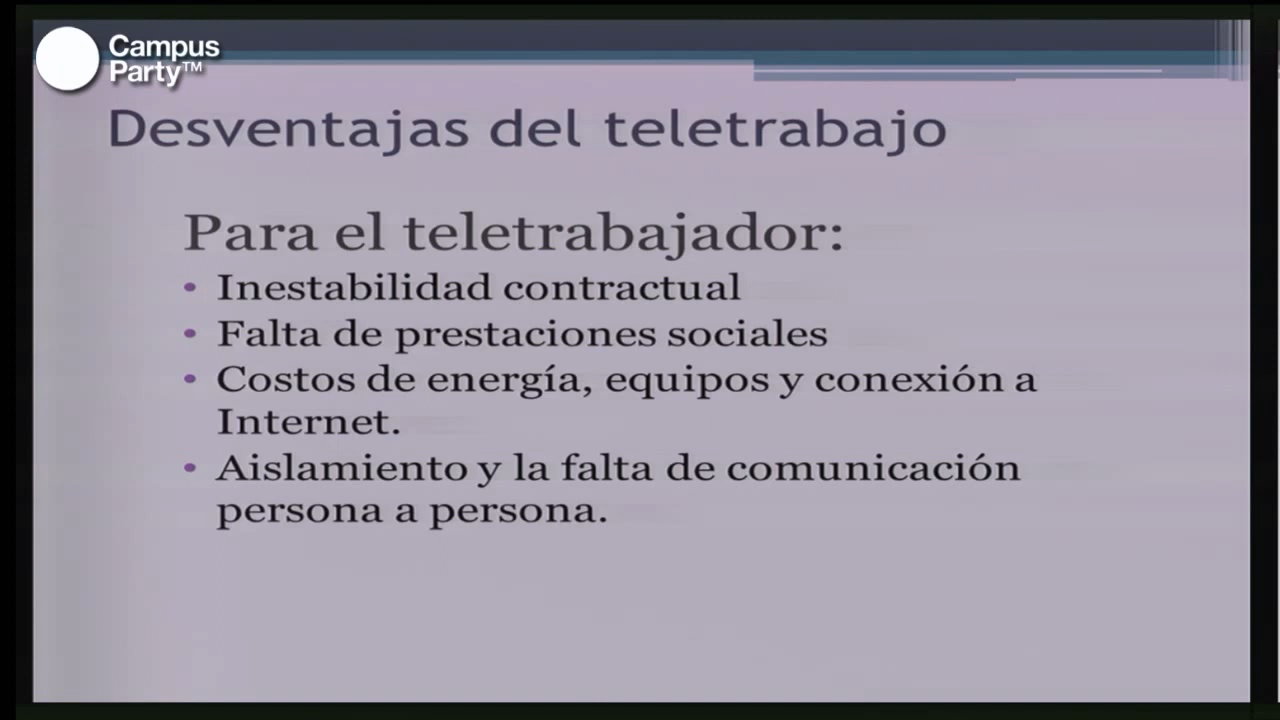 Campus
Party™
Desventajas del teletrabajo
Para el teletrabajador:
• Inestabilidad contractual
• Falta de prestaciones sociales
• Costos de energía, equipos y conexión a
Internet.
• Aislamiento y la falta de comunicación
persona a persona.